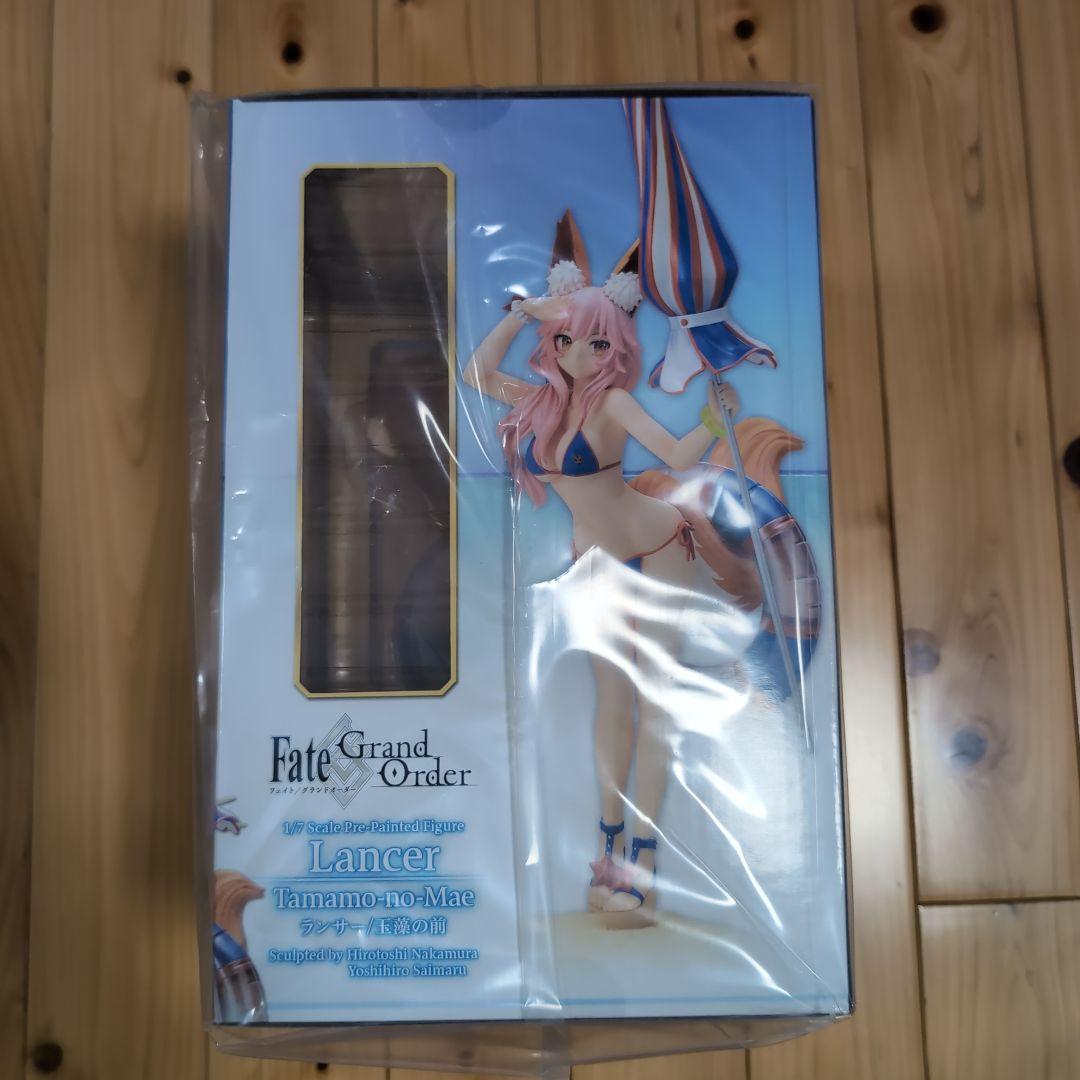 Fate Grand Order
フェイト/グランドオーダー
1/7 Scale Pre-Painted Figure
Lancer
Tamamo-no-Mae
ランサー/玉藻の前
Sculpted by Hirotoshi Nakamura
Yoshihiro Saimaru